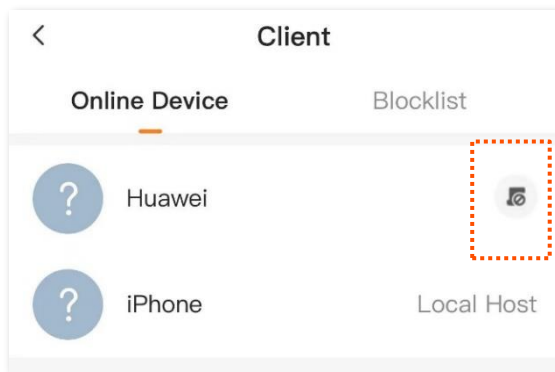 Client
Online Device Blocklist
? Huawei
? iPhone Local Host